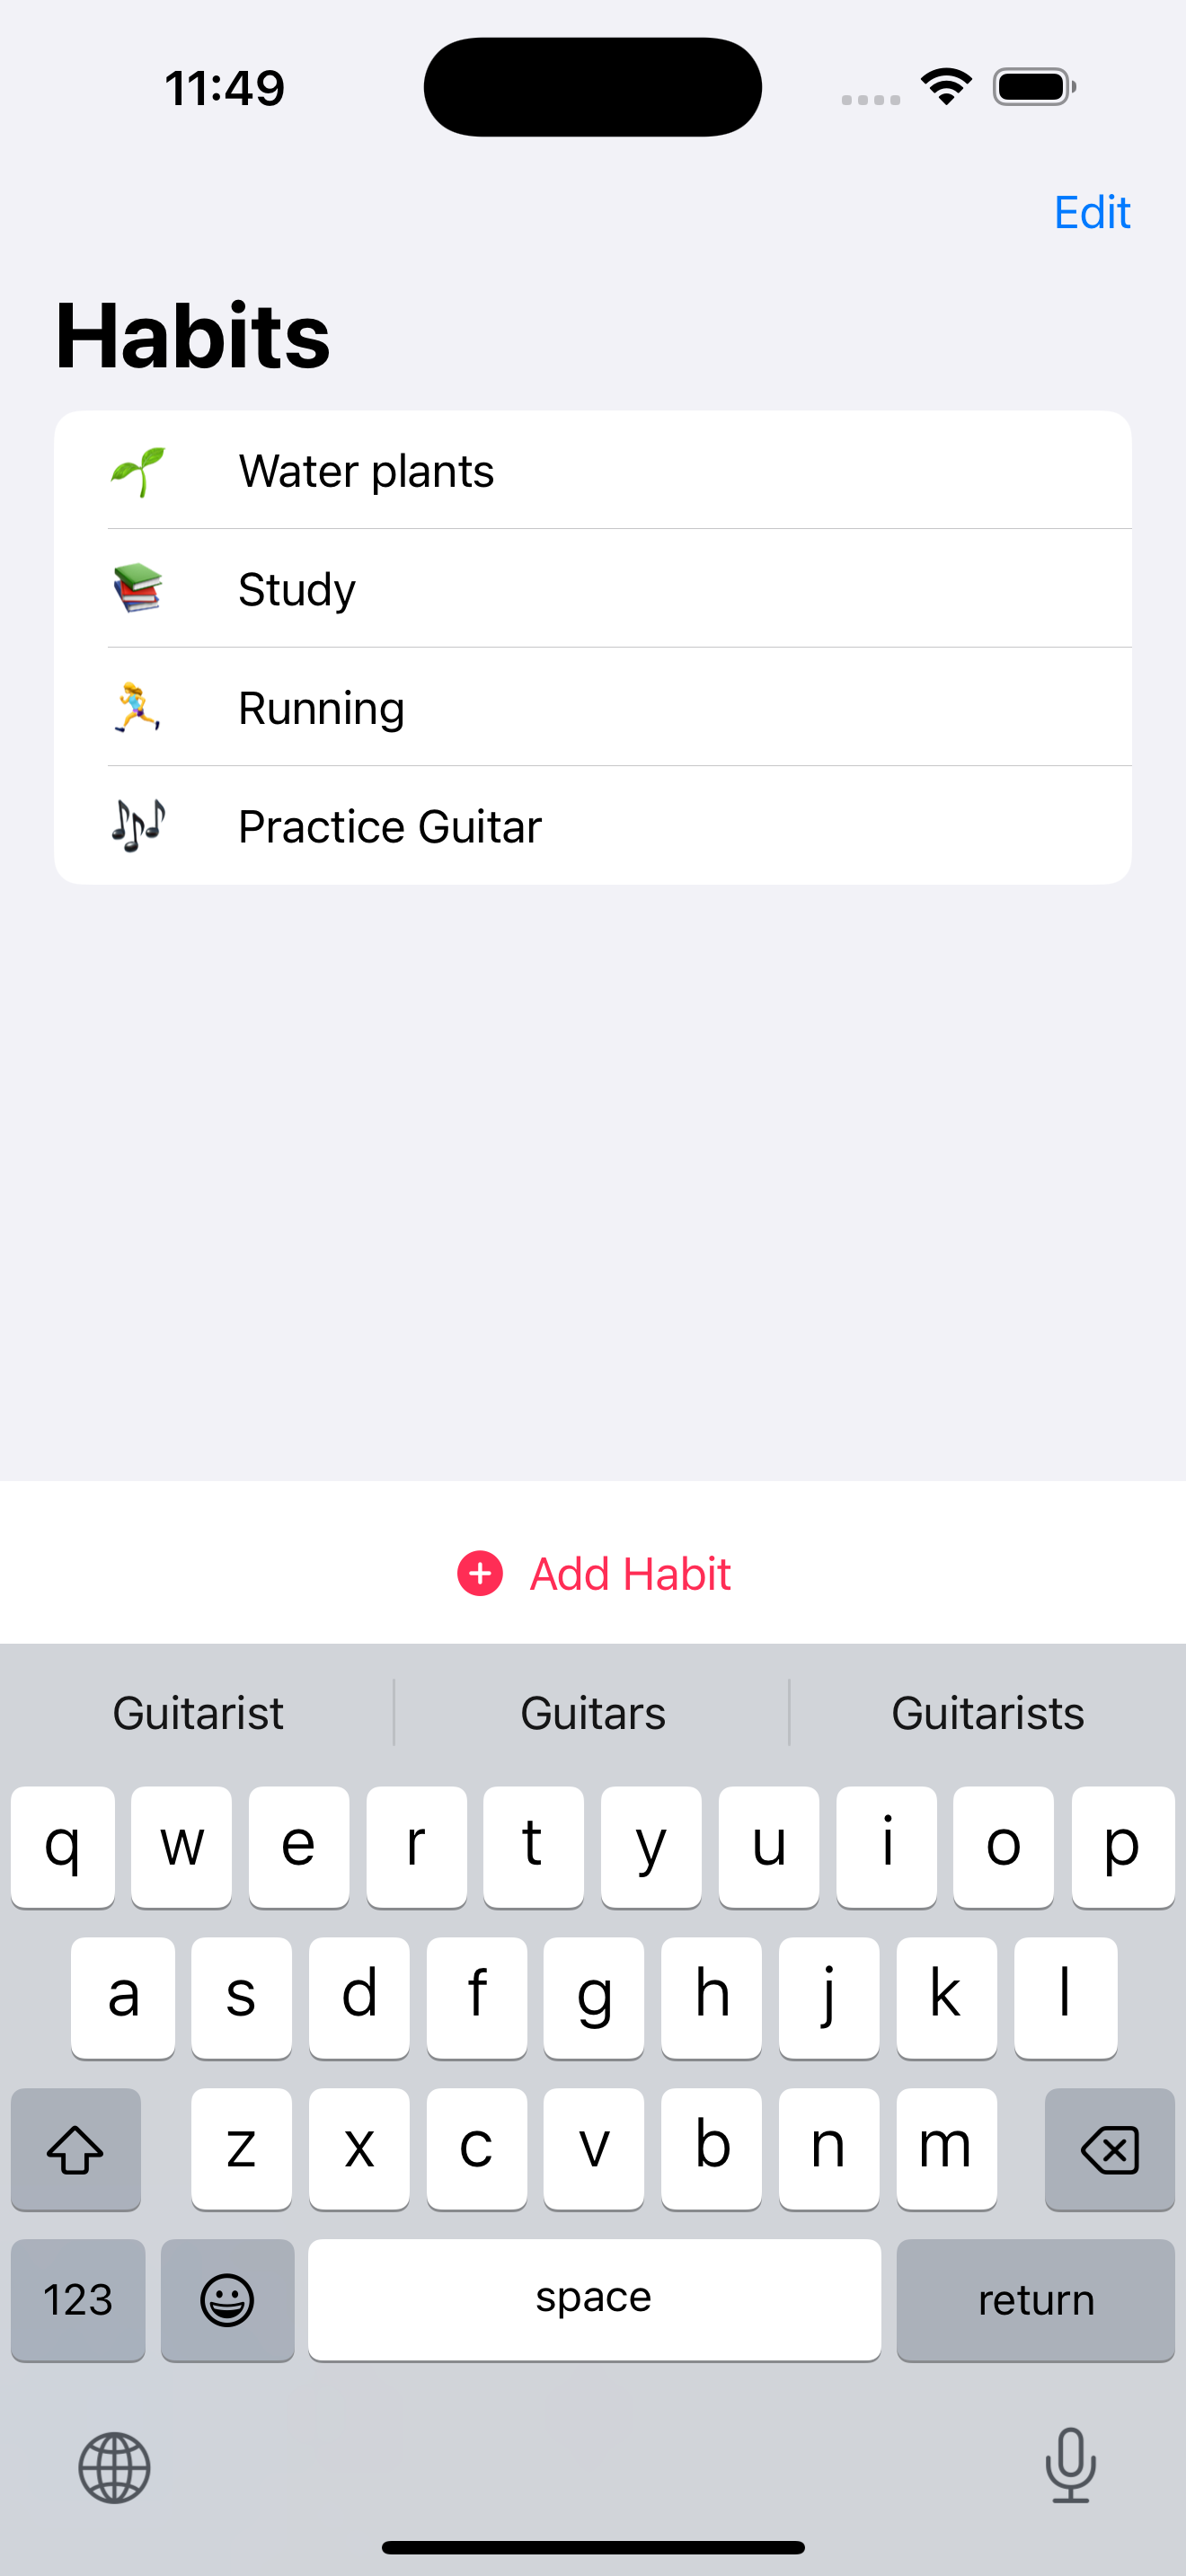 11:49
Edit
Habits
Water plants
Study
Running
Practice Guitar
Add Habit
Guitarist Guitars Guitarists
q w e r t y u i o p
a s d f g h j k l
z x c v b n m
123 space return